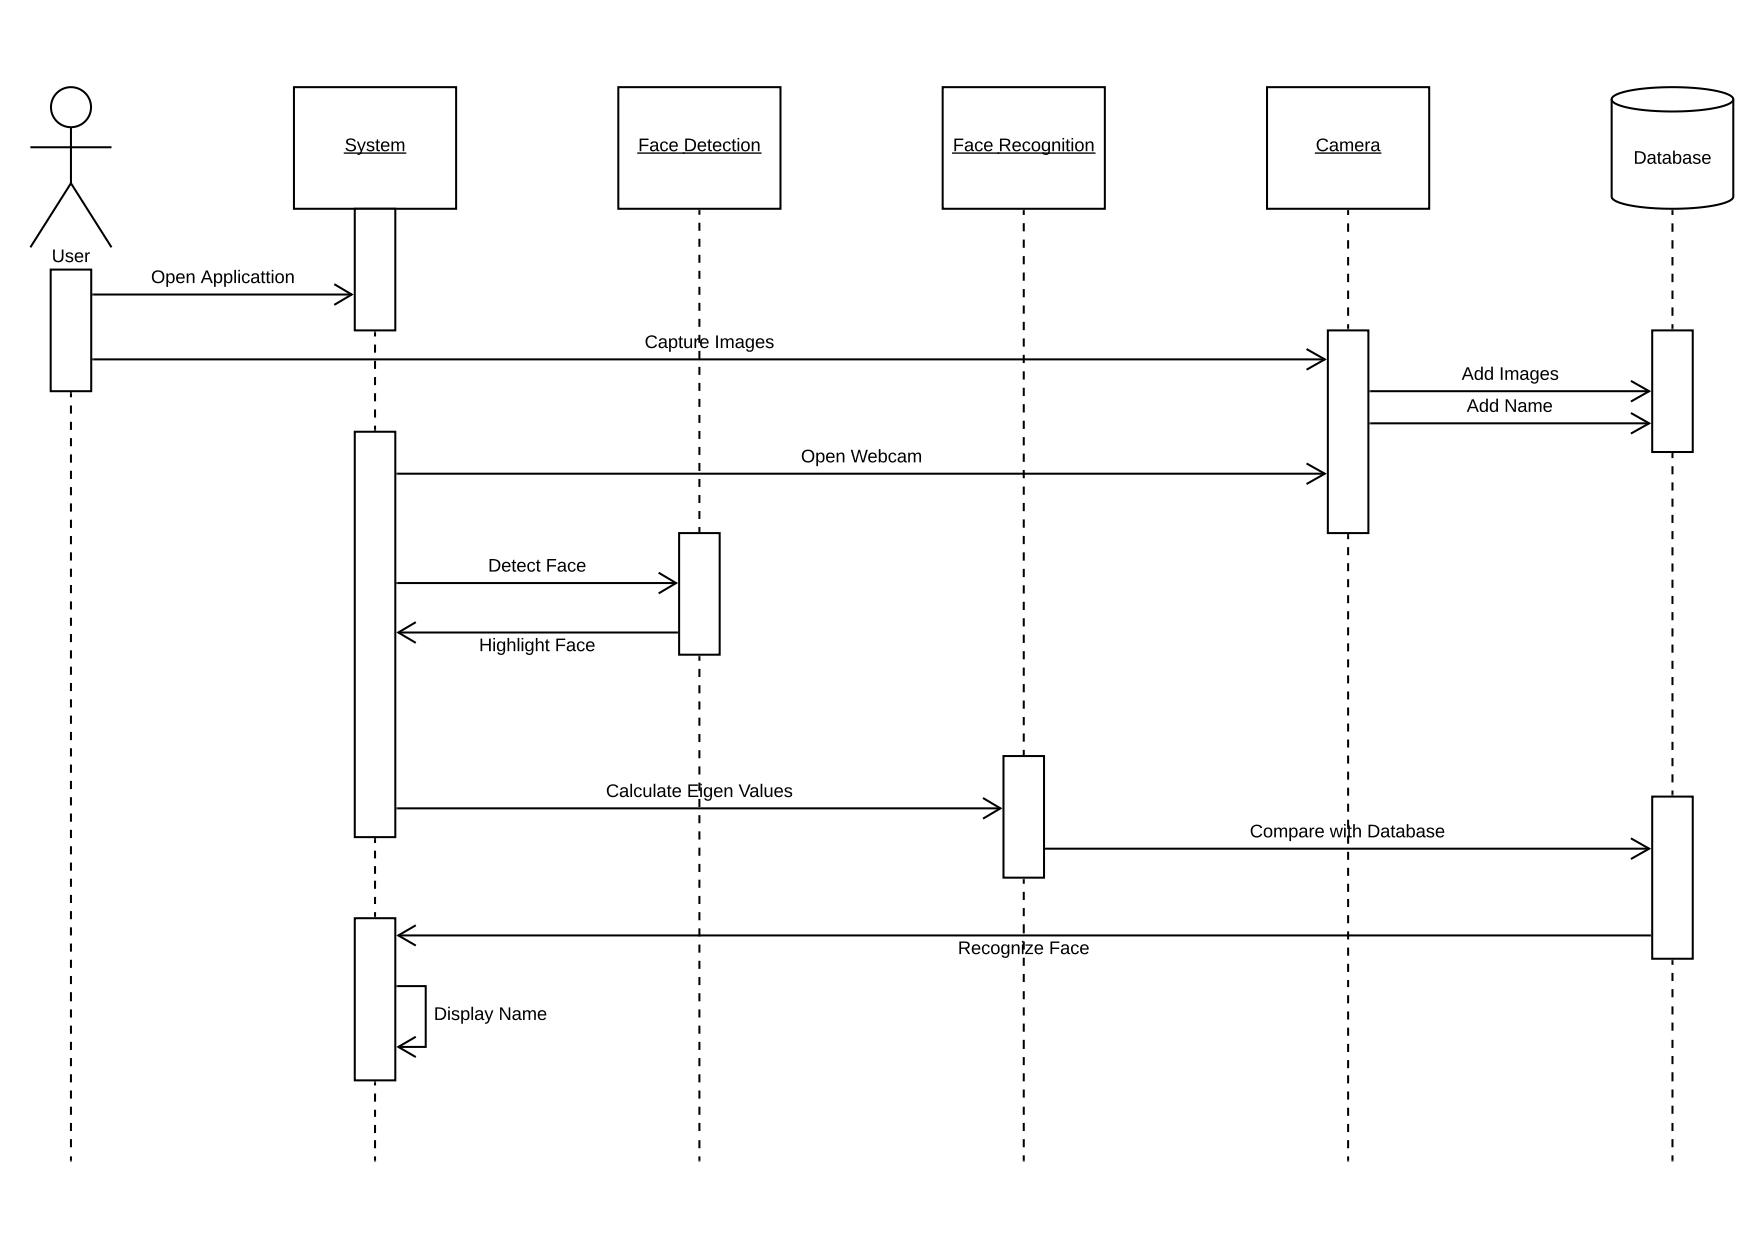 System
Face Detection
Face Recognition
Camera
Database
User
Open Applicattion
Capture Images
Add Images
Add Name
Open Webcam
Detect Face
Highlight Face
Calculate Eigen Values
Compare with Database
Recognize Face
Display Name